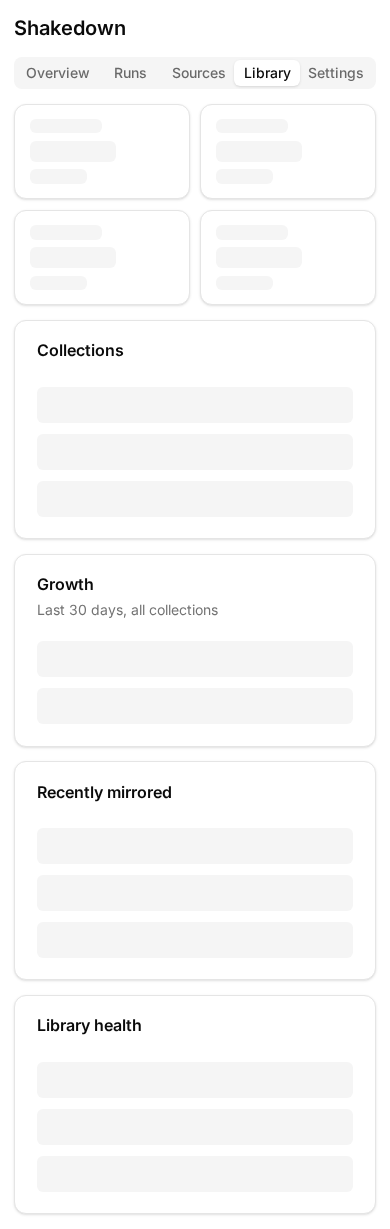 Shakedown
Overview Runs Sources Library Settings
Collections
Growth
Last 30 days, all collections
Recently mirrored
Library health